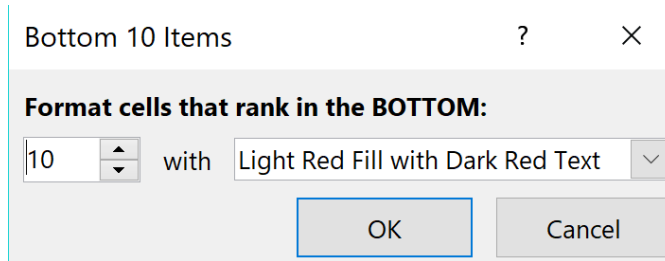 Bottom 10 Items ? ×
Format cells that rank in the BOTTOM:
10 with Light Red Fill with Dark Red Text
OK Cancel